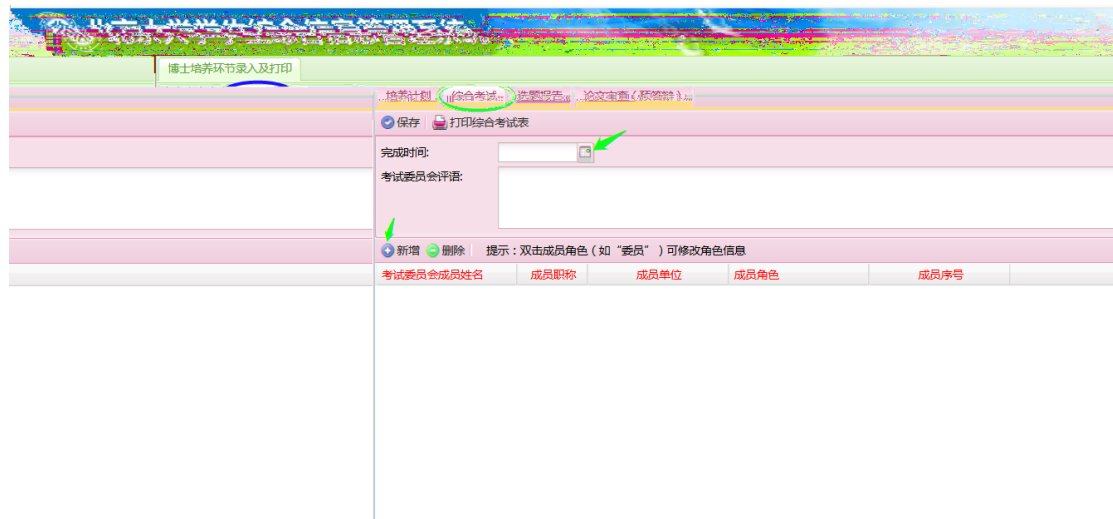 博士培养环节录入及打印
培养计划 综合考试 选题报告 论文审查（预答辩）
保存 打印综合考试表
完成时间:
考试委员会评语:
新增 删除 提示：双击成员角色（如“委员”）可修改角色信息
考试委员会成员姓名 成员职称 成员单位 成员角色 成员序号